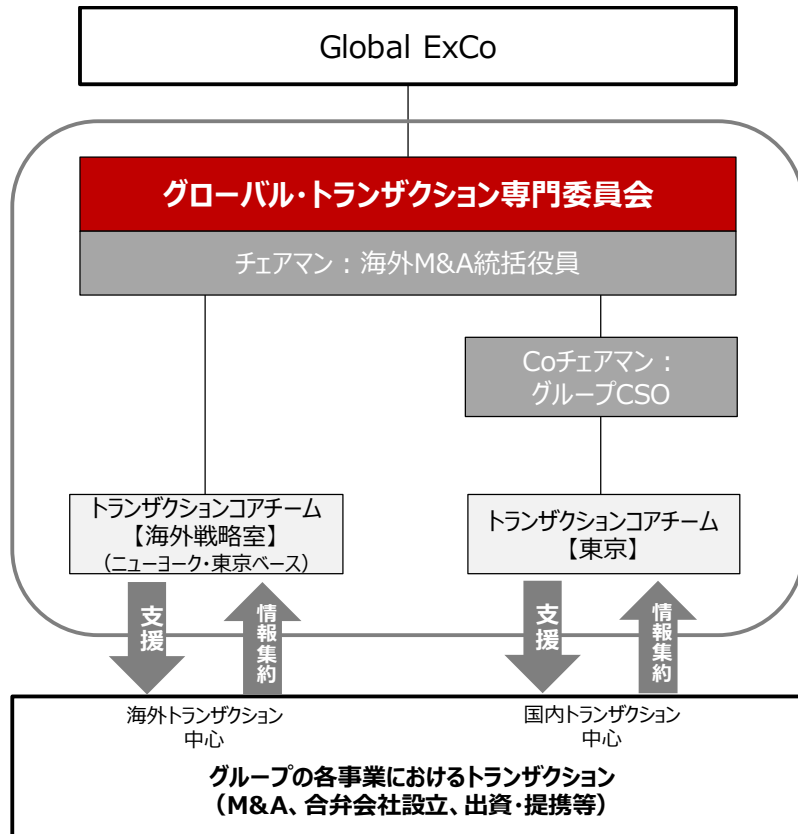 Global ExCo
グローバル・トランザクション専門委員会
チェアマン：海外M&A統括役員
Coチェアマン：
グループCSO
トランザクションコアチーム
【海外戦略室】
（ニューヨーク・東京ベース）
トランザクションコアチーム
【東京】
支援
情報集約
支援
情報集約
海外トランザクション
中心
国内トランザクション
中心
グループの各事業におけるトランザクション
（M&A、合弁会社設立、出資・提携等）